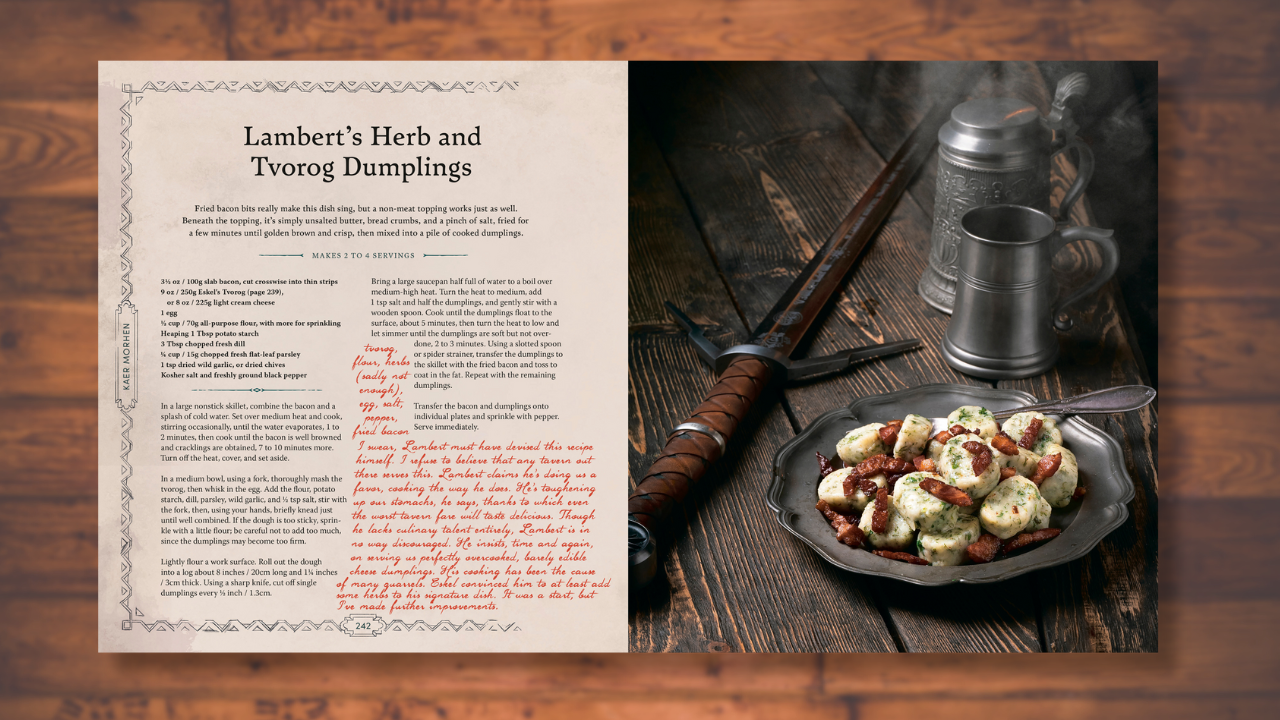 Lambert's Herb and
Tvorog Dumplings
Fried bacon bits really make this dish sing, but a non-meat topping works just as well.
Beneath the topping, it's simply unsalted butter, bread crumbs, and a pinch of salt, fried for
a few minutes until golden brown and crisp, then mixed into a pile of cooked dumplings.
MAKES 2 TO 4 SERVINGS
3½ oz / 100g slab bacon, cut crosswise into thin strips
9 oz / 250g Eskel's Tvorog (page 239),
or 8 oz / 225g light cream cheese
1 egg
½ cup / 70g all-purpose flour, with more for sprinkling
Heaping 1 Tbsp potato starch
3 Tbsp chopped fresh dill
¼ cup / 15g chopped fresh flat-leaf parsley
1 tsp dried wild garlic, or dried chives
Kosher salt and freshly ground black pepper
In a large nonstick skillet, combine the bacon and a
splash of cold water. Set over medium heat and cook,
stirring occasionally, until the water evaporates, 1 to
2 minutes, then cook until the bacon is well browned
and cracklings are obtained, 7 to 10 minutes more.
Turn off the heat, cover, and set aside.
In a medium bowl, using a fork, thoroughly mash the
tvorog, then whisk in the egg. Add the flour, potato
starch, dill, parsley, wild garlic, and ½ tsp salt, stir with
the fork, then, using your hands, briefly knead just
until well combined. If the dough is too sticky, sprin-
kle with a little flour; be careful not to add too much,
since the dumplings may become too firm.
Lightly flour a work surface. Roll out the dough
into a log about 8 inches / 20cm long and 1¼ inches
/ 3cm thick. Using a sharp knife, cut off single
dumplings every ½ inch / 1.3cm.
Bring a large saucepan half full of water to a boil over
medium-high heat. Turn the heat to medium, add
1 tsp salt and half the dumplings, and gently stir with a
wooden spoon. Cook until the dumplings float to the
surface, about 5 minutes, then turn the heat to low and
let simmer until the dumplings are soft but not over-
done, 2 to 3 minutes. Using a slotted spoon
or spider strainer, transfer the dumplings to
the skillet with the fried bacon and toss to
coat in the fat. Repeat with the remaining
dumplings.
Transfer the bacon and dumplings onto
individual plates and sprinkle with pepper.
Serve immediately.
tvorog,
flour, herbs
(sadly not
enough),
egg, salt,
pepper,
fried bacon
I swear, Lambert must have devised this recipe
himself. I refuse to believe that any tavern out
there serves this. Lambert claims he's doing us a
favor, cooking the way he does. He's toughening
up our stomachs, he says, thanks to which even
the worst tavern fare will taste delicious. Though
he lacks culinary talent entirely, Lambert is in
no way discouraged. He insists, time and again,
on serving us perfectly overcooked, barely edible
cheese dumplings. His cooking has been the cause
of many quarrels. Eskel convinced him to at least add
some herbs to his signature dish. It was a start, but
I've made further improvements.
KAER MORHEN
242